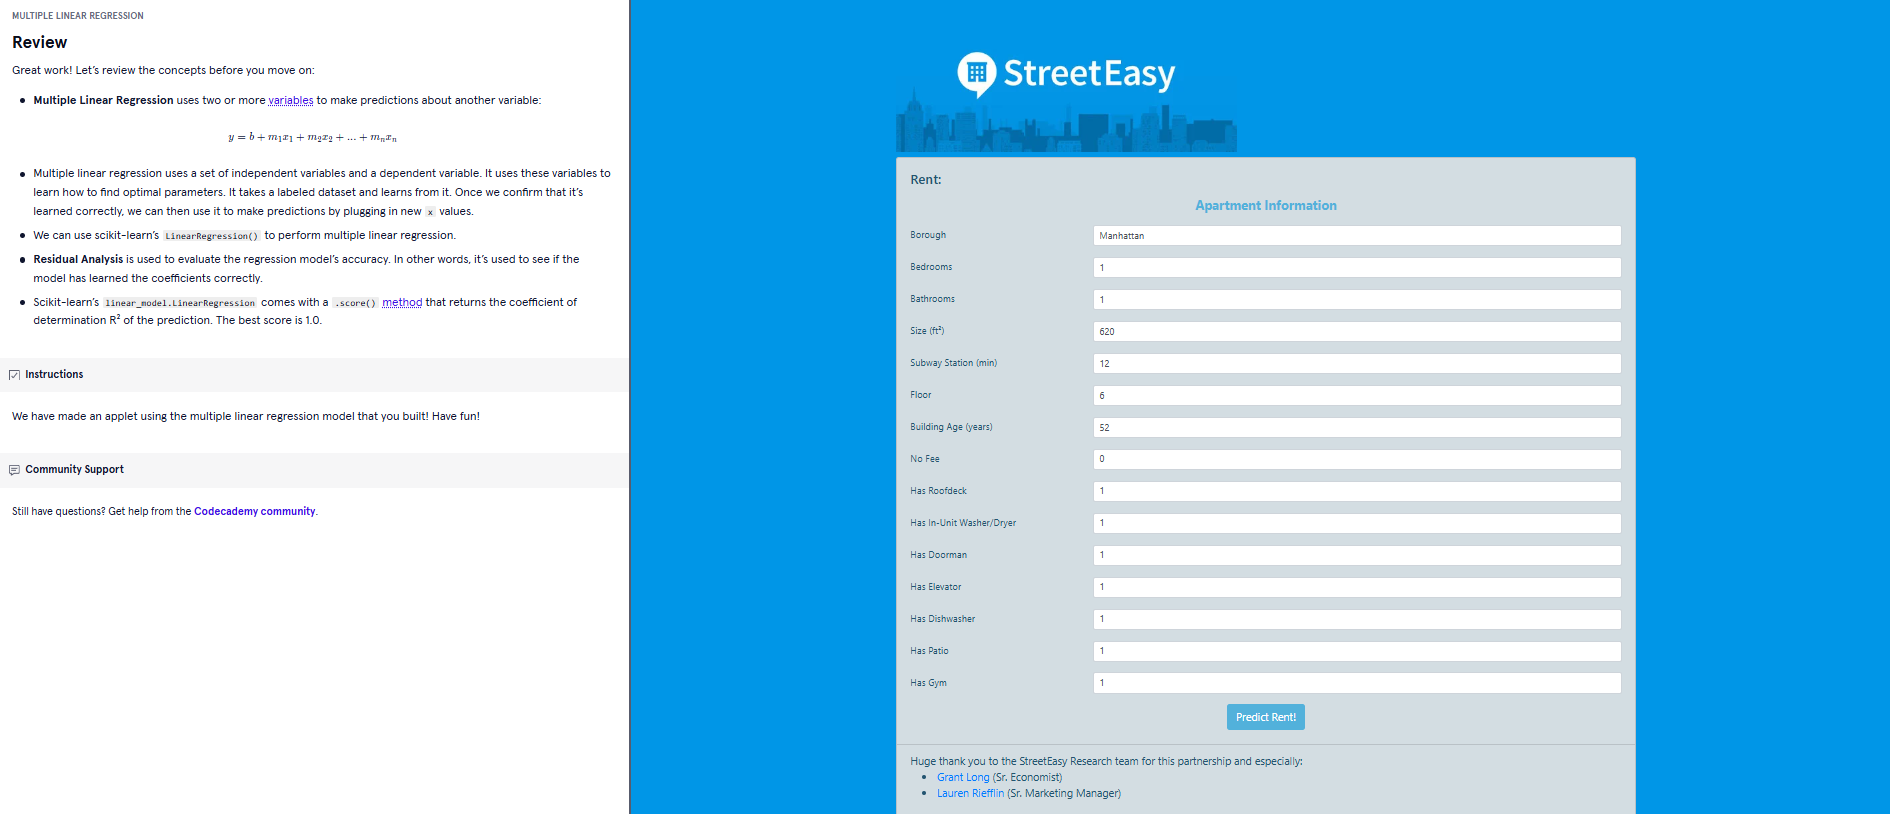 MULTIPLE LINEAR REGRESSION
Review
Great work! Let's review the concepts before you move on:
• Multiple Linear Regression uses two or more variables to make predictions about another variable:
y = b + m₁x₁ + m₂x₂ + ... + mₙxₙ
• Multiple linear regression uses a set of independent variables and a dependent variable. It uses these variables to
learn how to find optimal parameters. It takes a labeled dataset and learns from it. Once we confirm that it's
learned correctly, we can then use it to make predictions by plugging in new x values.
• We can use scikit-learn's LinearRegression() to perform multiple linear regression.
• Residual Analysis is used to evaluate the regression model's accuracy. In other words, it's used to see if the
model has learned the coefficients correctly.
• Scikit-learn's linear_model.LinearRegression comes with a .score() method that returns the coefficient of
determination R² of the prediction. The best score is 1.0.
Instructions
We have made an applet using the multiple linear regression model that you built! Have fun!
Community Support
Still have questions? Get help from the Codecademy community.
StreetEasy
Rent:
Apartment Information
Borough Manhattan
Bedrooms 1
Bathrooms 1
Size (ft²) 620
Subway Station (min) 12
Floor 6
Building Age (years) 52
No Fee 0
Has Roofdeck 1
Has In-Unit Washer/Dryer 1
Has Doorman 1
Has Elevator 1
Has Dishwasher 1
Has Patio 1
Has Gym 1
Predict Rent!
Huge thank you to the StreetEasy Research team for this partnership and especially:
• Grant Long (Sr. Economist)
• Lauren Riefflin (Sr. Marketing Manager)